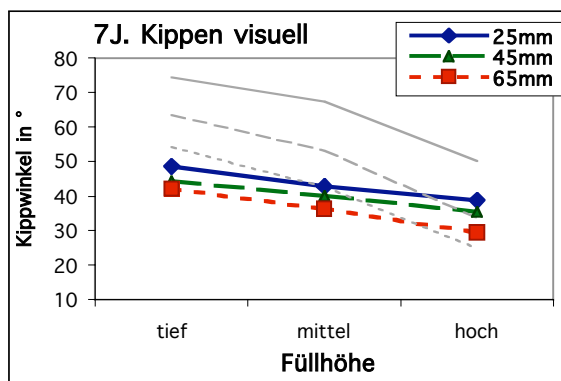 7J. Kippen visuell
25mm
45mm
65mm
Kippwinkel in °
80
70
60
50
40
30
20
10
tief
mittel
hoch
Füllhöhe